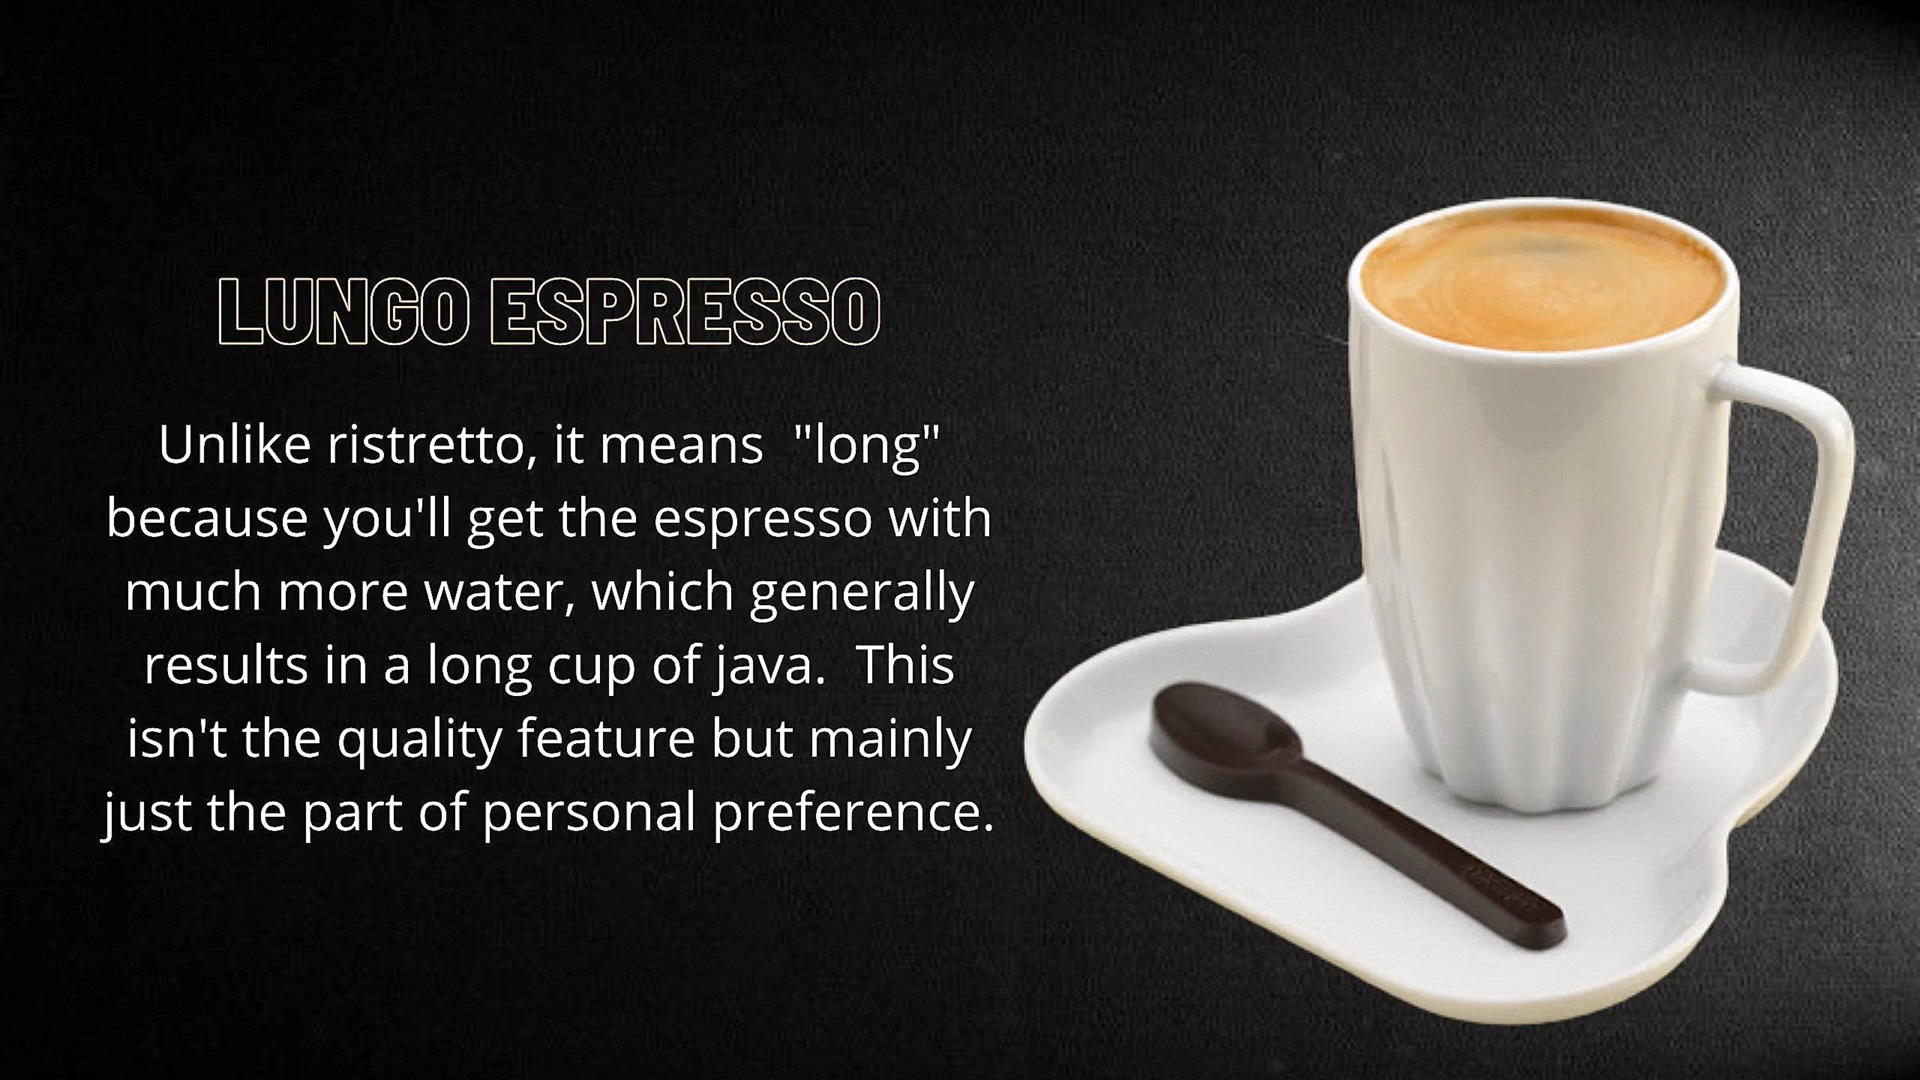 LUNGO ESPRESSO
Unlike ristretto, it means  "long"
because you'll get the espresso with
much more water, which generally
results in a long cup of java.  This
isn't the quality feature but mainly
just the part of personal preference.